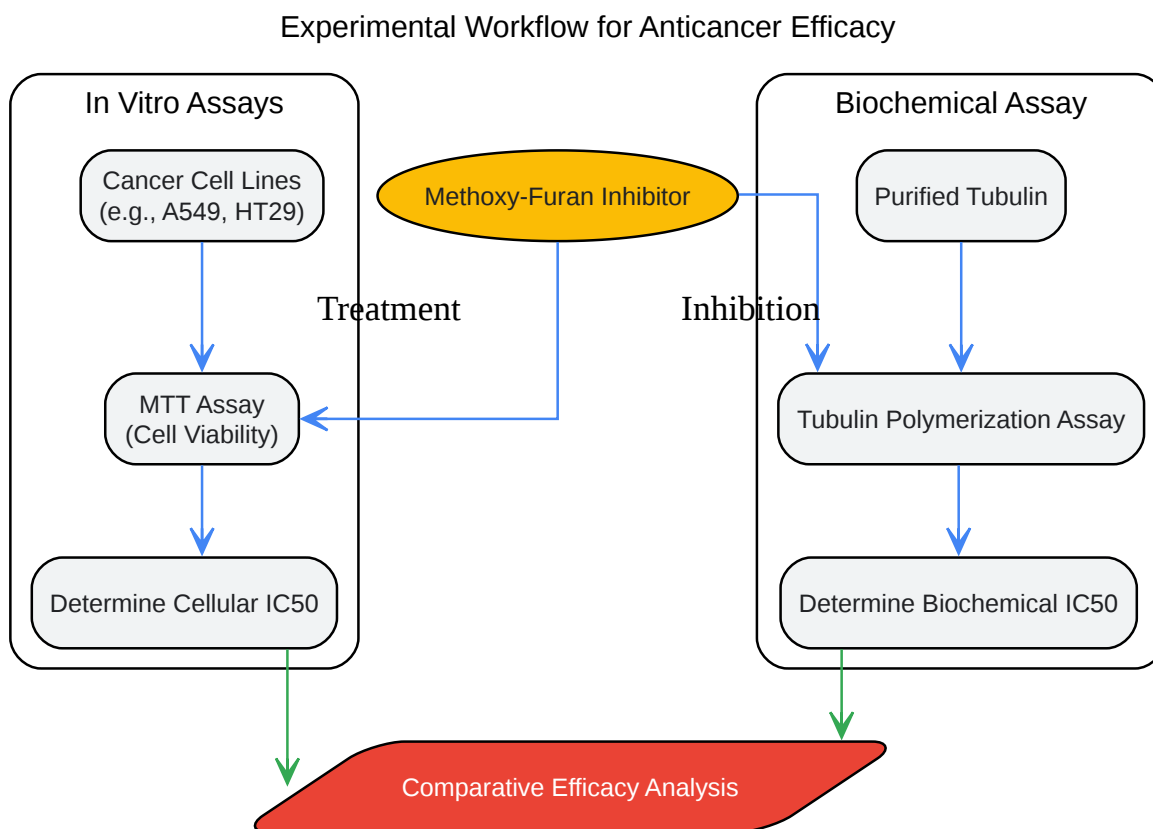 Experimental Workflow for Anticancer Efficacy
In Vitro Assays
Cancer Cell Lines
(e.g., A549, HT29)
Methoxy-Furan Inhibitor
Biochemical Assay
Purified Tubulin
Treatment
Inhibition
MTT Assay
(Cell Viability)
Tubulin Polymerization Assay
Determine Cellular IC50
Determine Biochemical IC50
Comparative Efficacy Analysis